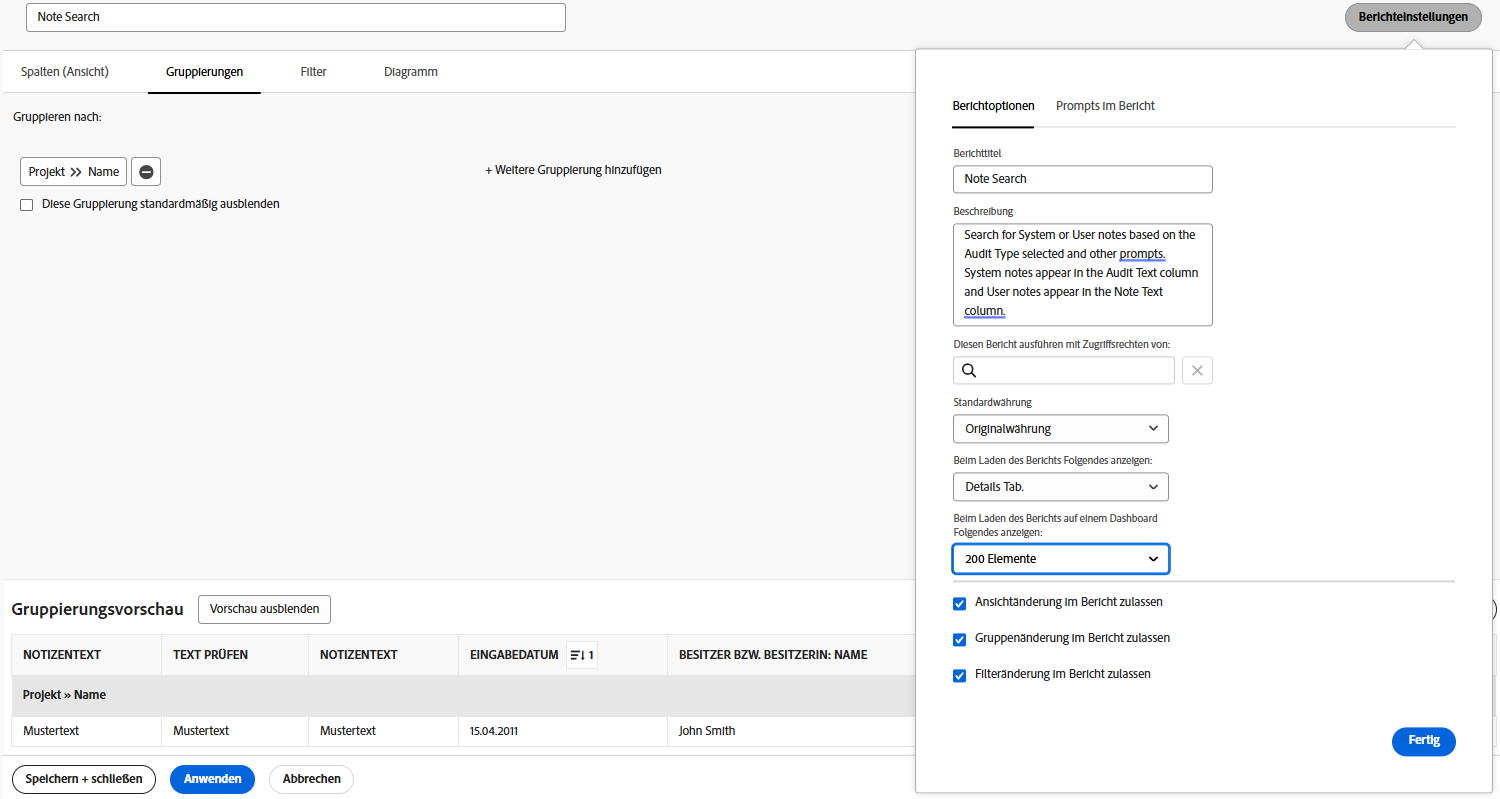 Note Search
Berichteinstellungen
Spalten (Ansicht)
Gruppierungen
Filter
Diagramm
Gruppieren nach:
Projekt >> Name
+ Weitere Gruppierung hinzufügen
Diese Gruppierung standardmäßig ausblenden
Berichtoptionen
Prompts im Bericht
Berichttitel
Note Search
Beschreibung
Search for System or User notes based on the
Audit Type selected and other prompts.
System notes appear in the Audit Text column
and User notes appear in the Note Text
column.
Diesen Bericht ausführen mit Zugriffsrechten von:
Standardwährung
Originalwährung
Beim Laden des Berichts Folgendes anzeigen:
Details Tab.
Beim Laden des Berichts auf einem Dashboard
Folgendes anzeigen:
200 Elemente
Ansichtänderung im Bericht zulassen
Gruppenänderung im Bericht zulassen
Filteränderung im Bericht zulassen
Fertig
Gruppierungsvorschau
Vorschau ausblenden
NOTIZENTEXT
TEXT PRÜFEN
NOTIZENTEXT
EINGABEDATUM
1
BESITZER BZW. BESITZERIN: NAME
Projekt » Name
Mustertext
Mustertext
Mustertext
15.04.2011
John Smith
Speichern + schließen
Anwenden
Abbrechen